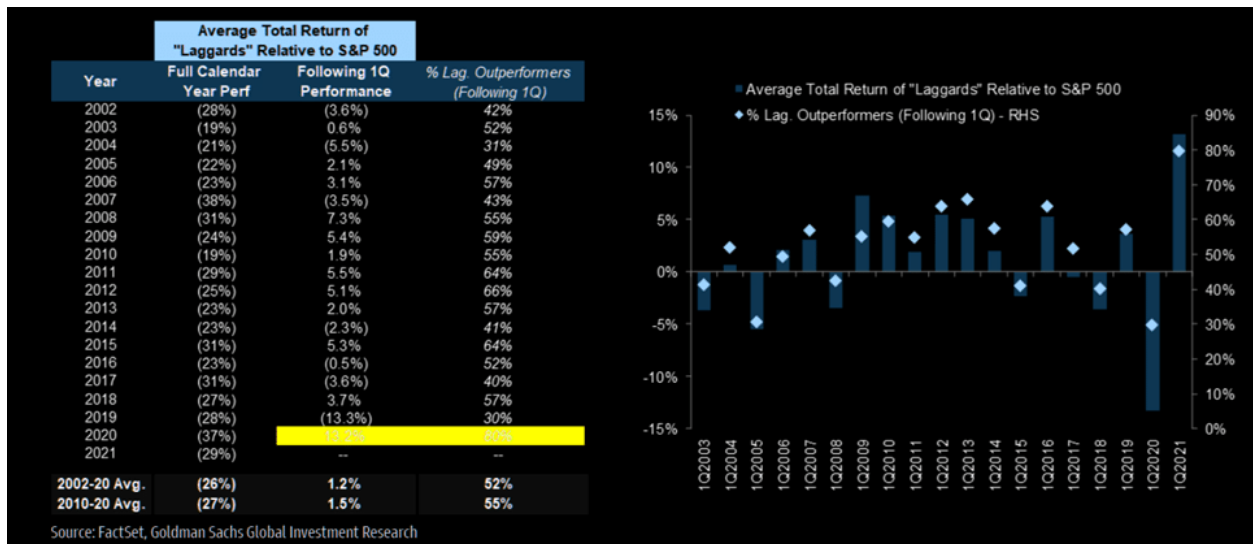 Average Total Return of
"Laggards" Relative to S&P 500
Year Full Calendar Year Perf Following 1Q Performance % Lag. Outperformers (Following 1Q)
2002 (28%) (3.6%) 42%
2003 (19%) 0.6% 52%
2004 (21%) (5.5%) 31%
2005 (22%) 2.1% 49%
2006 (23%) 3.1% 57%
2007 (38%) (3.5%) 43%
2008 (31%) 7.3% 55%
2009 (24%) 5.4% 59%
2010 (19%) 1.9% 55%
2011 (29%) 5.5% 64%
2012 (25%) 5.1% 66%
2013 (23%) 2.0% 57%
2014 (23%) (2.3%) 41%
2015 (31%) 5.3% 64%
2016 (23%) (0.5%) 52%
2017 (31%) (3.6%) 40%
2018 (27%) 3.7% 57%
2019 (28%) (13.3%) 30%
2020 (37%) 13.2% 80%
2021 (29%) -- --
2002-20 Avg. (26%) 1.2% 52%
2010-20 Avg. (27%) 1.5% 55%
Source: FactSet, Goldman Sachs Global Investment Research
Average Total Return of "Laggards" Relative to S&P 500
% Lag. Outperformers (Following 1Q) - RHS
15% 90%
80%
10%
70%
5% 60%
50%
0%
40%
-5% 30%
20%
-10%
10%
-15% 0%
1Q2003 1Q2004 1Q2005 1Q2006 1Q2007 1Q2008 1Q2009 1Q2010 1Q2011 1Q2012 1Q2013 1Q2014 1Q2015 1Q2016 1Q2017 1Q2018 1Q2019 1Q2020 1Q2021